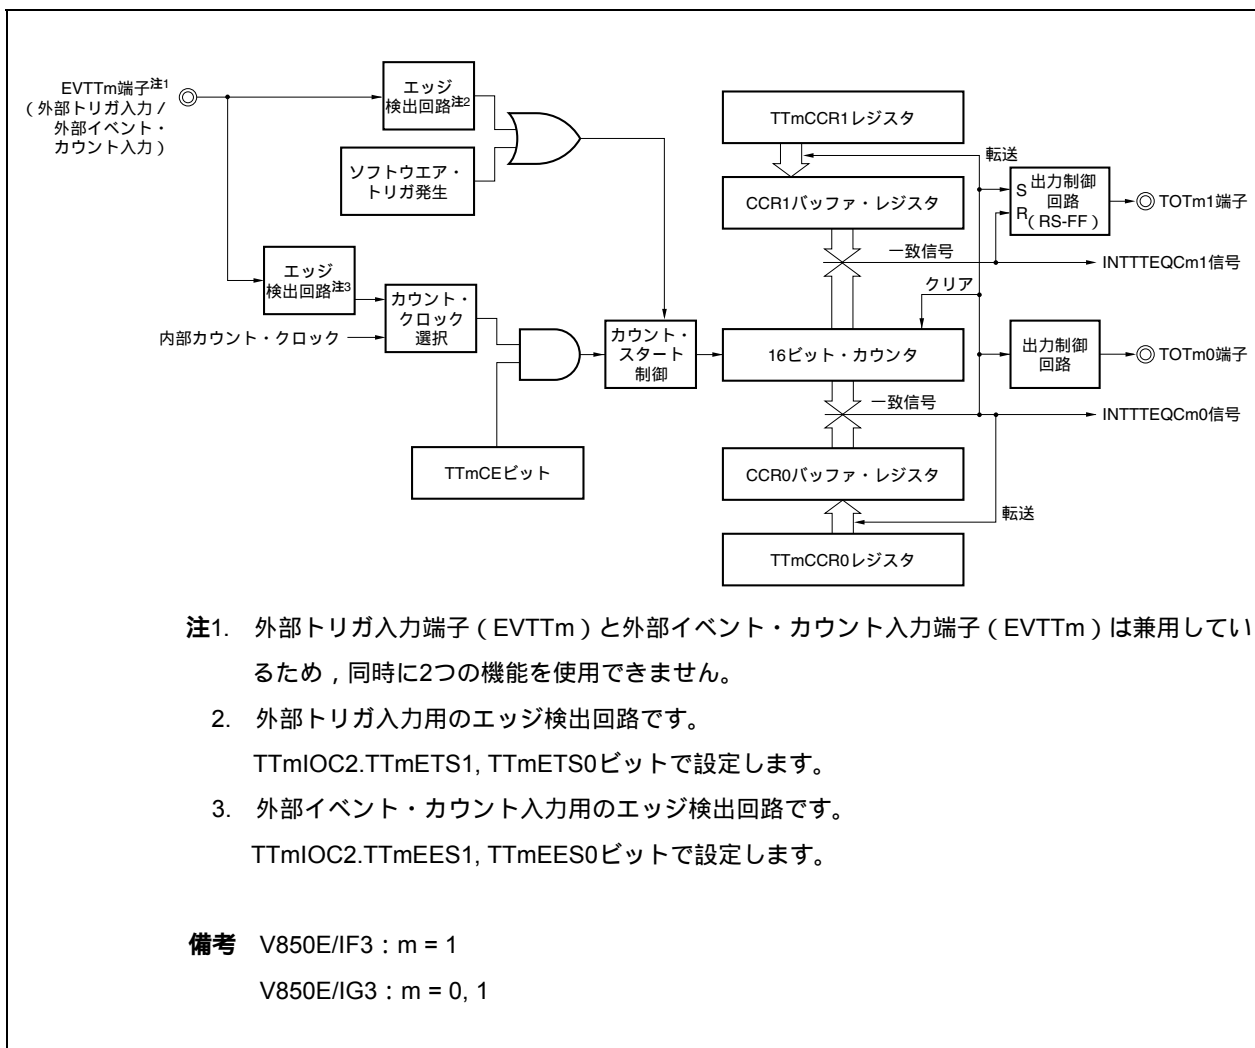 EVTTm端子注1
(外部トリガ入力/
外部イベント・
カウント入力)
エッジ
検出回路注2
ソフトウエア・
トリガ発生
エッジ
検出回路注3
内部カウント・クロック
カウント・
クロック
選択
TTmCEビット
カウント・
スタート
制御
TTmCCR1レジスタ
転送
CCR1バッファ・レジスタ
一致信号
クリア
16ビット・カウンタ
一致信号
CCR0バッファ・レジスタ
転送
TTmCCR0レジスタ
S
R
出力制御
回路
(RS-FF)
TOTm1端子
INTTTEQCm1信号
出力制御
回路
TOTm0端子
INTTTEQCm0信号
注1. 外部トリガ入力端子(EVTTm)と外部イベント・カウント入力端子(EVTTm)は兼用してい
るため,同時に2つの機能を使用できません。
2. 外部トリガ入力用のエッジ検出回路です。
TTmIOC2.TTmETS1, TTmETS0ビットで設定します。
3. 外部イベント・カウント入力用のエッジ検出回路です。
TTmIOC2.TTmEES1, TTmEES0ビットで設定します。
備考 V850E/IF3:m = 1
V850E/IG3:m = 0, 1